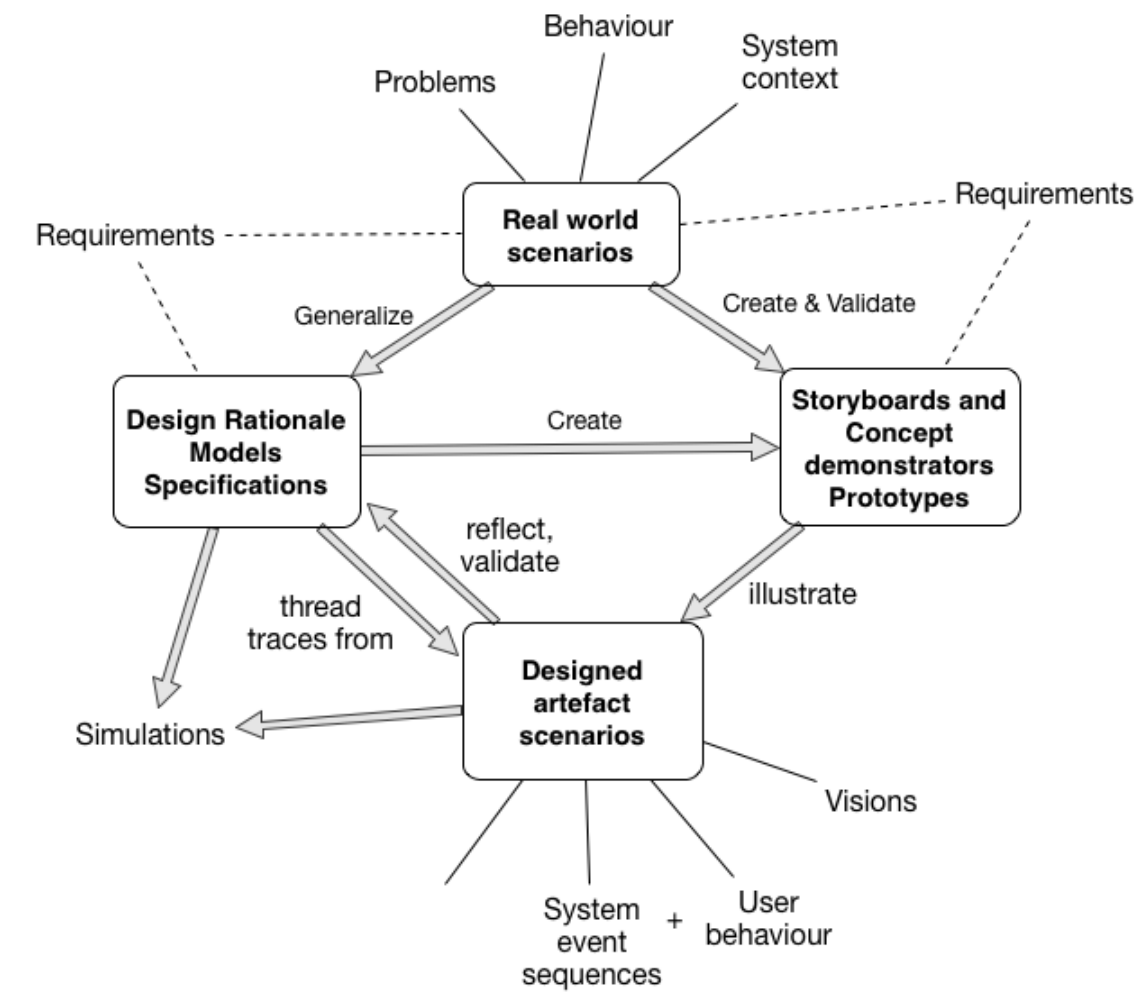 Behaviour
System
context
Problems
Requirements
Real world
scenarios
Requirements
Generalize
Create & Validate
Design Rationale
Models
Specifications
Create
Storyboards and
Concept
demonstrators
Prototypes
reflect,
validate
thread
traces from
illustrate
Designed
artefact
scenarios
Simulations
Visions
System
event
sequences
+
User
behaviour